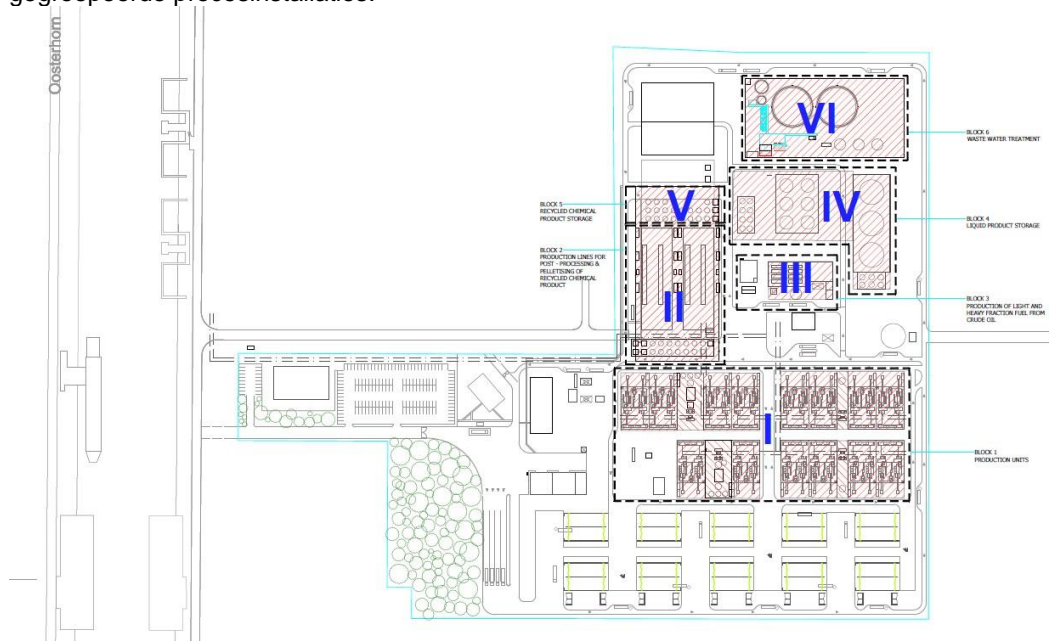 gegroepeerde procesinstallaties.
Oosterhorn
VI
BLOCK 6
WASTE WATER TREATMENT
V
IV
BLOCK 5
RECYCLED CHEMICAL
PRODUCT STORAGE
BLOCK 4
LIQUID PRODUCT STORAGE
BLOCK 2
PRODUCTION LINES FOR
POST - PROCESSING &
PELLETISING OF
RECYCLED CHEMICAL
PRODUCT
II
III
BLOCK 3
PRODUCTION OF LIGHT AND
HEAVY FRACTION FUEL FROM
CRUDE OIL
I
BLOCK 1
PRODUCTION UNITS